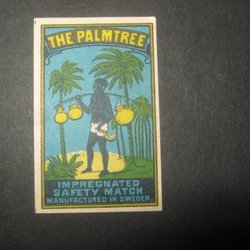 THE PALMTREE
IMPREGNATED
SAFETY MATCH
MANUFACTURED IN SWEDEN.